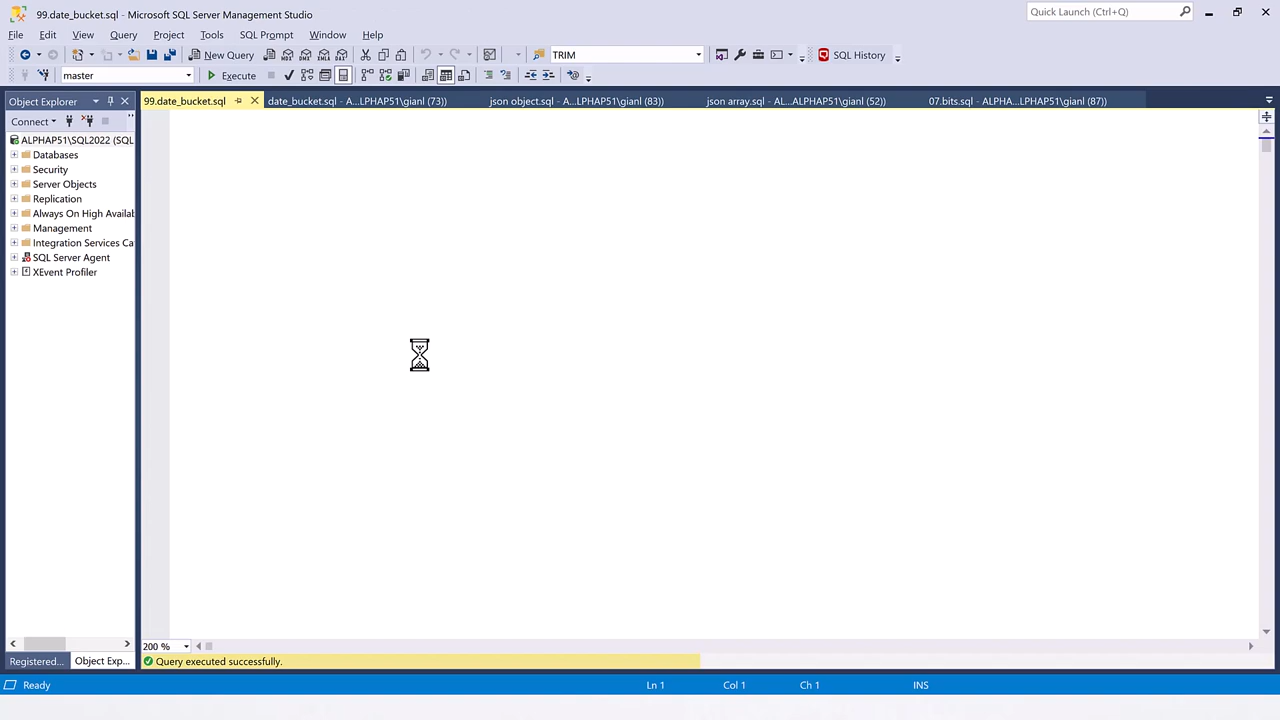 99.date_bucket.sql - Microsoft SQL Server Management Studio
Quick Launch (Ctrl+Q)
File Edit View Query Project Tools SQL Prompt Window Help
New Query TRIM SQL History
master Execute
Object Explorer
99.date_bucket.sql date_bucket.sql - A...LPHAP51\gianl (73)) json object.sql - A...LPHAP51\gianl (83)) json array.sql - AL...ALPHAP51\gianl (52)) 07.bits.sql - ALPHA...LPHAP51\gianl (87))
Connect
ALPHAP51\SQL2022 (SQL
Databases
Security
Server Objects
Replication
Always On High Availab
Management
Integration Services Ca
SQL Server Agent
XEvent Profiler
200 %
Registered... Object Exp...
Query executed successfully.
Ready Ln 1 Col 1 Ch 1 INS